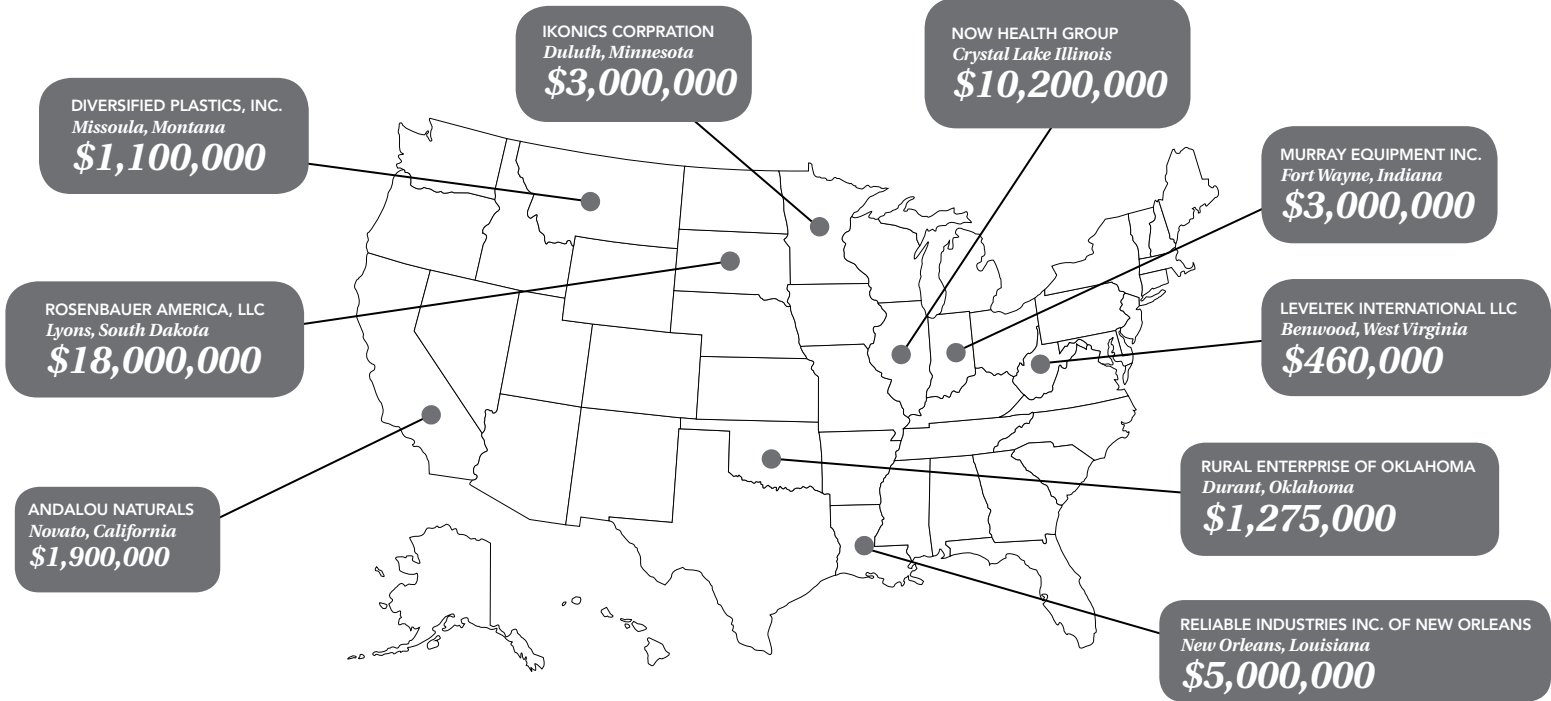 IKONICS CORPRATION
Duluth, Minnesota
$3,000,000
NOW HEALTH GROUP
Crystal Lake Illinois
$10,200,000
DIVERSIFIED PLASTICS, INC.
Missoula, Montana
$1,100,000
MURRAY EQUIPMENT INC.
Fort Wayne, Indiana
$3,000,000
ROSENBAUER AMERICA, LLC
Lyons, South Dakota
$18,000,000
LEVELTEK INTERNATIONAL LLC
Benwood, West Virginia
$460,000
ANDALOU NATURALS
Novato, California
$1,900,000
RURAL ENTERPRISE OF OKLAHOMA
Durant, Oklahoma
$1,275,000
RELIABLE INDUSTRIES INC. OF NEW ORLEANS
New Orleans, Louisiana
$5,000,000